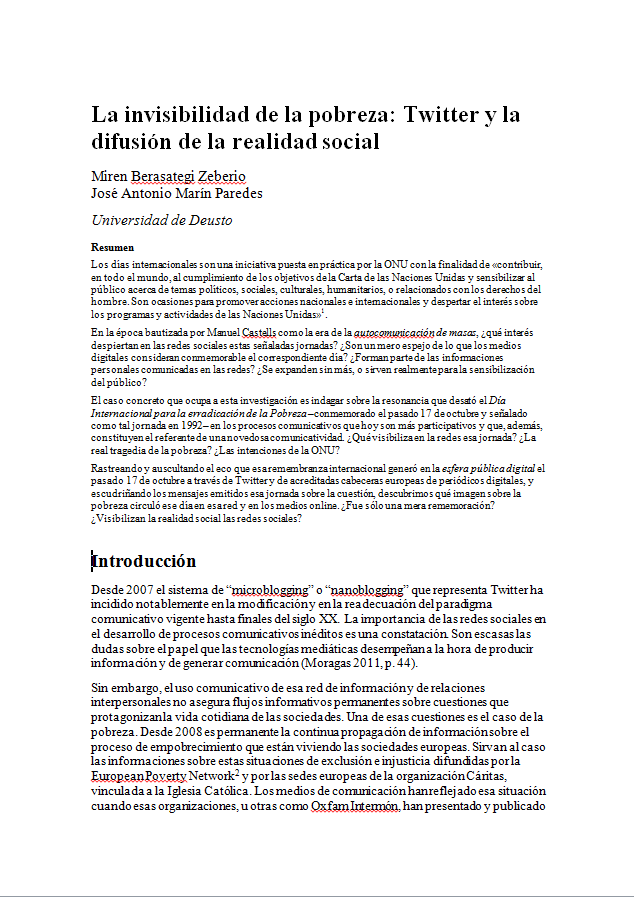 La invisibilidad de la pobreza: Twitter y la
difusión de la realidad social
Miren Berasategi Zeberio
José Antonio Marín Paredes
Universidad de Deusto
Resumen
Los días internacionales son una iniciativa puesta en práctica por la ONU con la finalidad de «contribuir,
en todo el mundo, al cumplimiento de los objetivos de la Carta de las Naciones Unidas y sensibilizar al
público acerca de temas políticos, sociales, culturales, humanitarios, o relacionados con los derechos del
hombre. Son ocasiones para promover acciones nacionales e internacionales y despertar el interés sobre
los programas y actividades de las Naciones Unidas»1.
En la época bautizada por Manuel Castells como la era de la autocomunicación de masas, ¿qué interés
despiertan en las redes sociales estas señaladas jornadas? ¿Son un mero espejo de lo que los medios
digitales consideran conmemorable el correspondiente día? ¿Forman parte de las informaciones
personales comunicadas en las redes? ¿Se expanden sin más, o sirven realmente para la sensibilización
del público?
El caso concreto que ocupa a esta investigación es indagar sobre la resonancia que desató el Día
Internacional para la erradicación de la Pobreza –conmemorado el pasado 17 de octubre y señalado
como tal jornada en 1992– en los procesos comunicativos que hoy son más participativos y que, además,
constituyen el referente de una novedosa comunicatividad. ¿Qué visibiliza en la redes esa jornada? ¿La
real tragedia de la pobreza? ¿Las intenciones de la ONU?
Rastreando y auscultando el eco que esa remembranza internacional generó en la esfera pública digital el
pasado 17 de octubre a través de Twitter y de acreditadas cabeceras europeas de periódicos digitales, y
escudriñando los mensajes emitidos esa jornada sobre la cuestión, descubrimos qué imagen sobre la
pobreza circuló ese día en esa red y en los medios online. ¿Fue sólo una mera rememoración?
¿Visibilizan la realidad social las redes sociales?
Introducción
Desde 2007 el sistema de “microblogging” o “nanoblogging” que representa Twitter ha
incidido notablemente en la modificación y en la readecuación del paradigma
comunicativo vigente hasta finales del siglo XX. La importancia de las redes sociales en
el desarrollo de procesos comunicativos inéditos es una constatación. Son escasas las
dudas sobre el papel que las tecnologías mediáticas desempeñan a la hora de producir
información y de generar comunicación (Moragas 2011, p. 44).
Sin embargo, el uso comunicativo de esa red de información y de relaciones
interpersonales no asegura flujos informativos permanentes sobre cuestiones que
protagonizan la vida cotidiana de las sociedades. Una de esas cuestiones es el caso de la
pobreza. Desde 2008 es permanente la continua propagación de información sobre el
proceso de empobrecimiento que están viviendo las sociedades europeas. Sirvan al caso
las informaciones sobre estas situaciones de exclusión e injusticia difundidas por la
European Poverty Network2 y por las sedes europeas de la organización Cáritas,
vinculada a la Iglesia Católica. Los medios de comunicación han reflejado esa situación
cuando esas organizaciones, u otras como Oxfam Intermón, han presentado y publicado